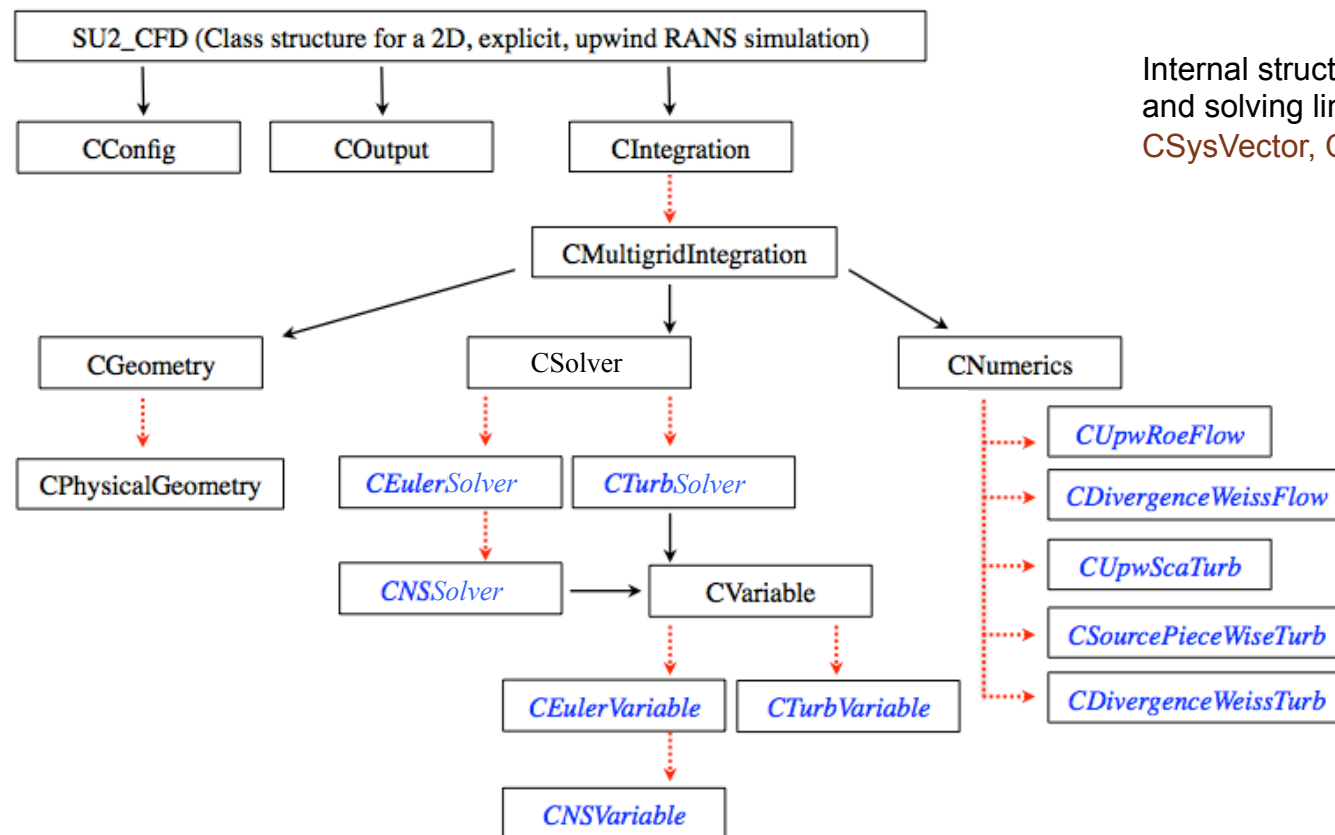 SU2_CFD (Class structure for a 2D, explicit, upwind RANS simulation)
Internal struct
and solving lin
CSysVector, C
CConfig
COutput
CIntegration
CMultigridIntegration
CGeometry
CSolver
CNumerics
CPhysicalGeometry
CEulerSolver
CTurbSolver
CUpwRoeFlow
CDivergenceWeissFlow
CNSSolver
CVariable
CUpwScaTurb
CSourcePieceWiseTurb
CEulerVariable
CTurbVariable
CDivergenceWeissTurb
CNSVariable